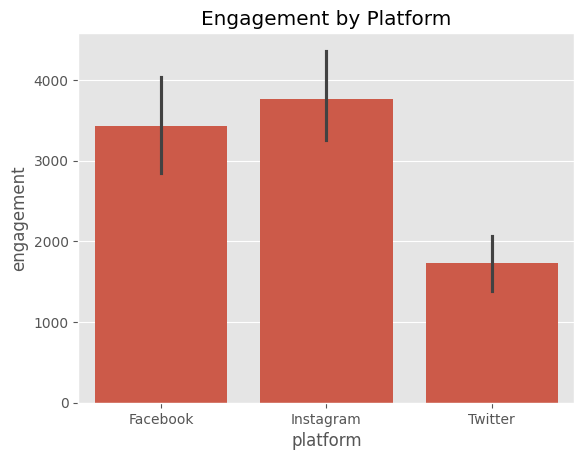 Engagement by Platform
engagement
4000
3000
2000
1000
0
Facebook Instagram Twitter
platform